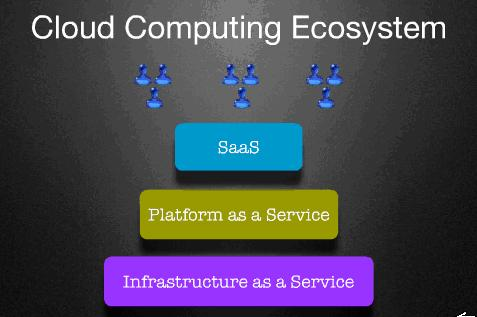 Cloud Computing Ecosystem
SaaS
Platform as a Service
Infrastructure as a Service